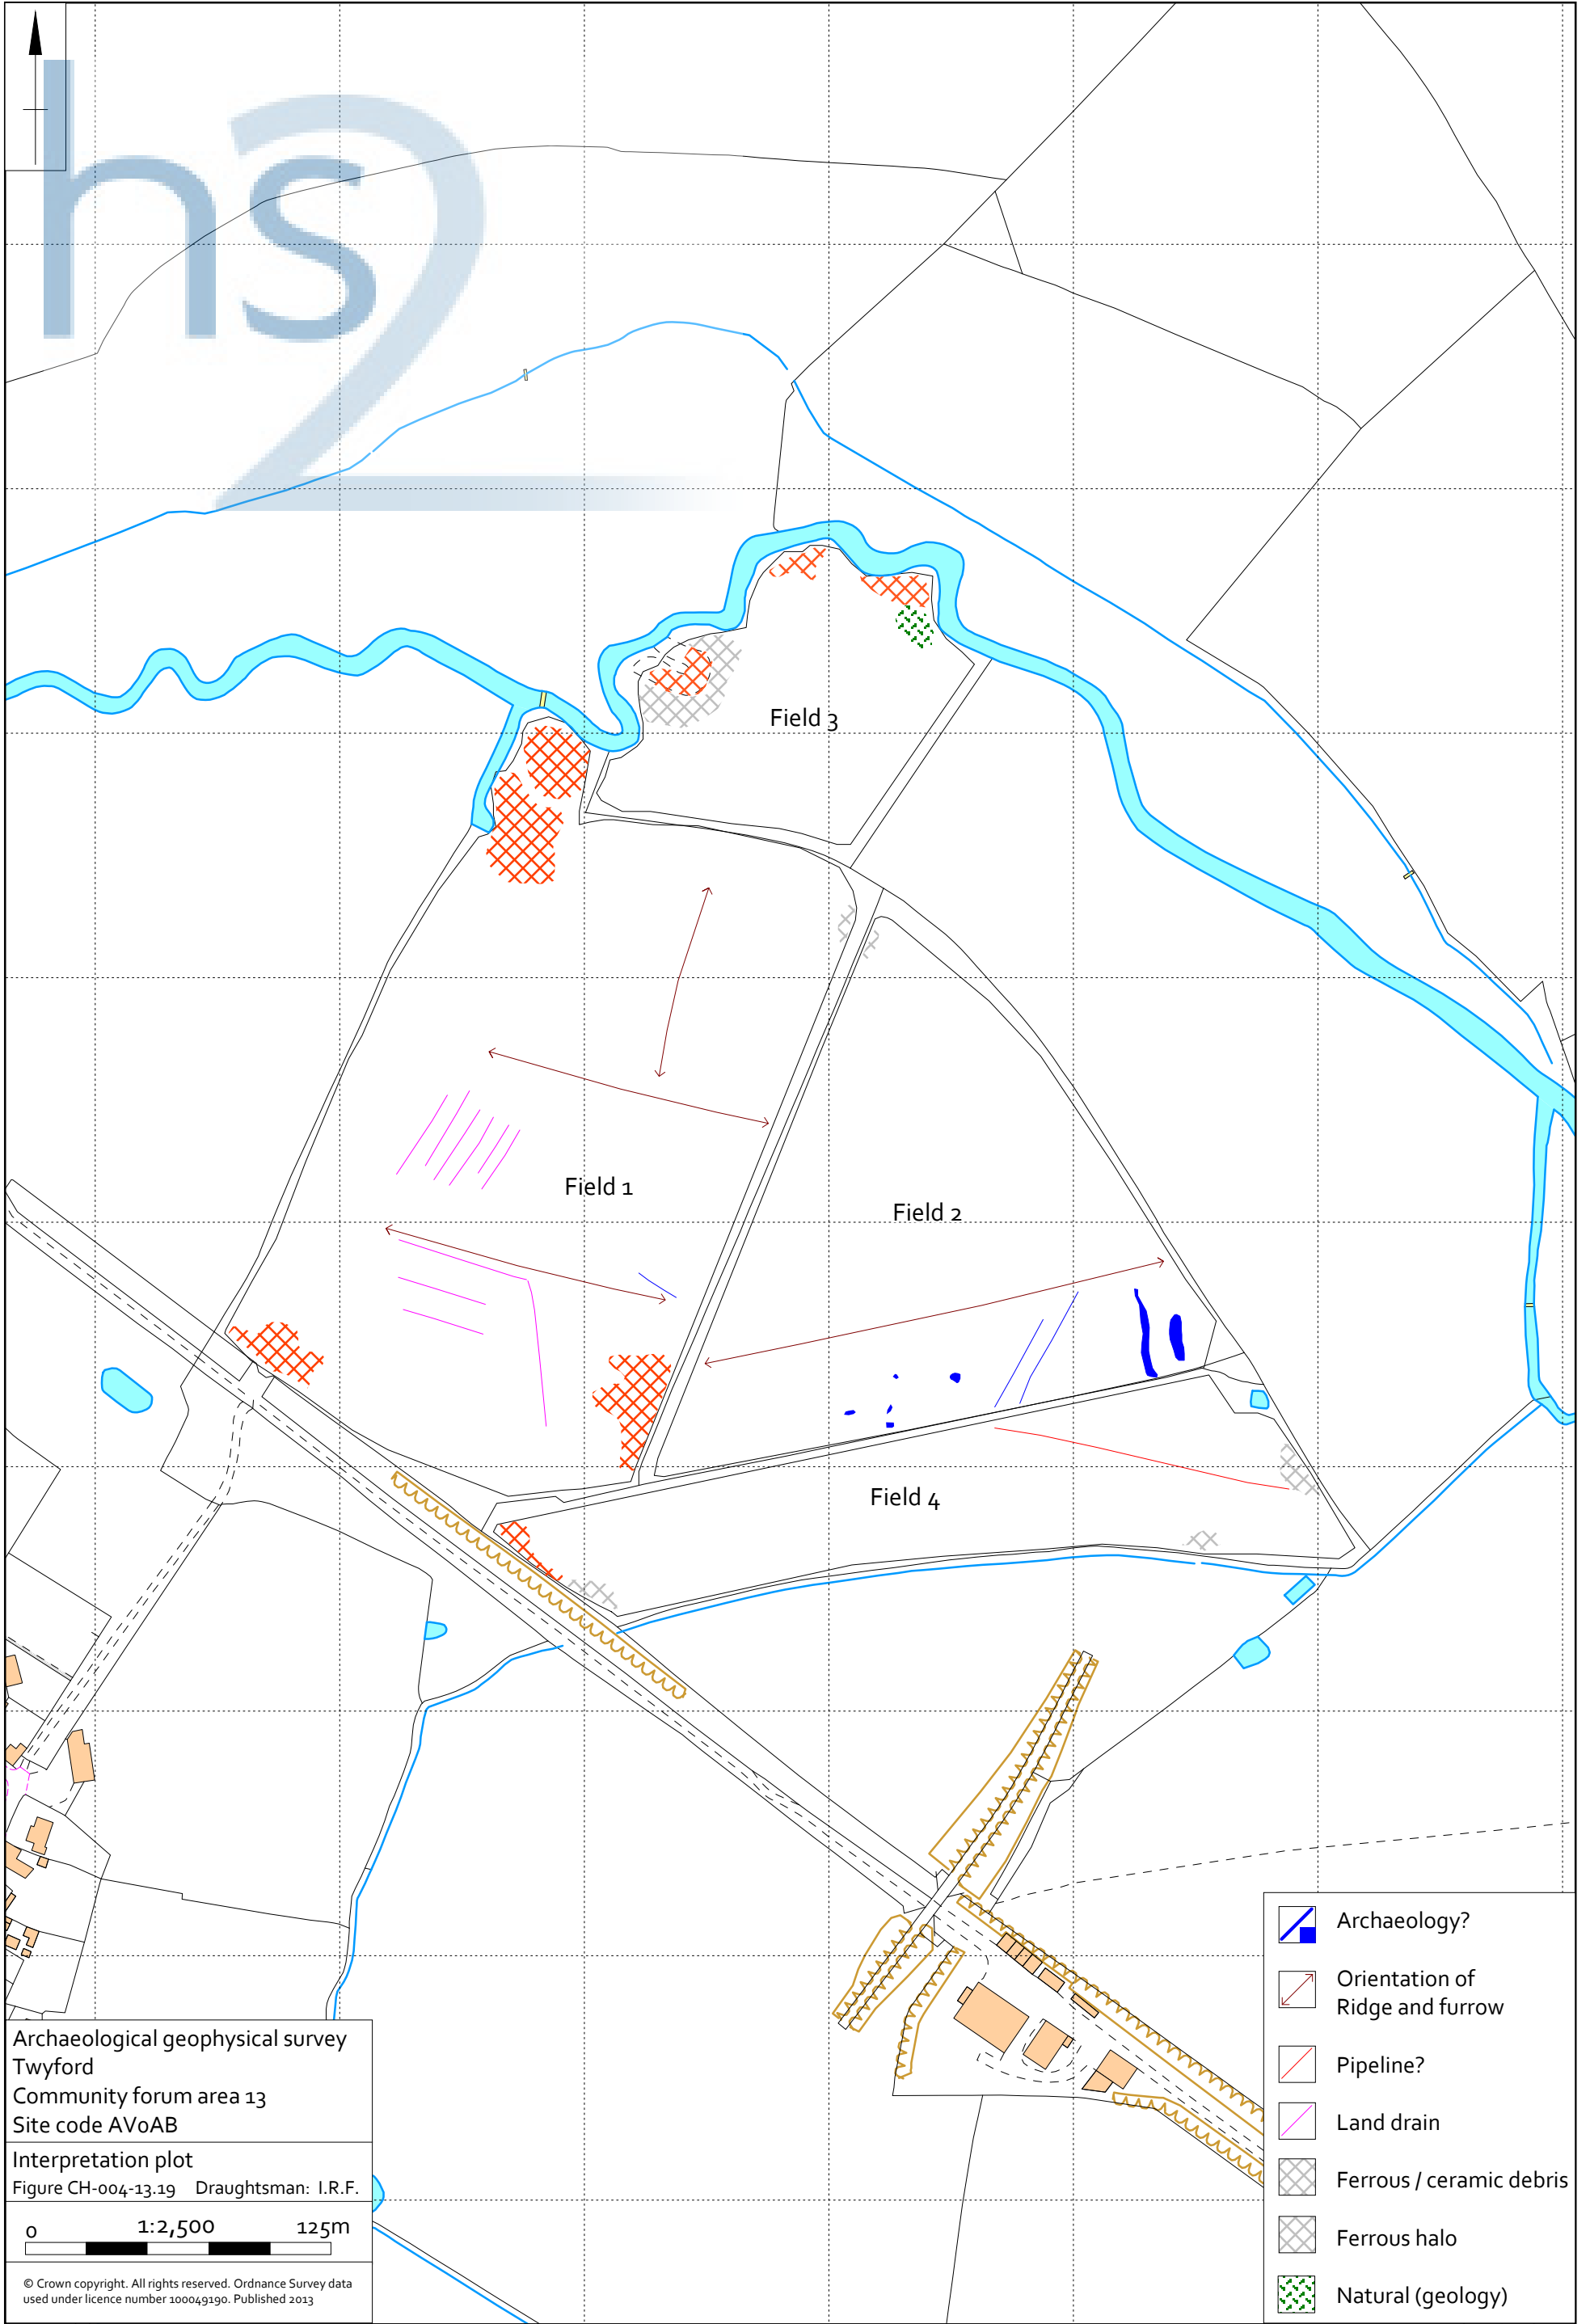 hs2
Field 3
Field 1
Field 2
Field 4
Archaeology?
Orientation of
Ridge and furrow
Pipeline?
Land drain
Ferrous / ceramic debris
Ferrous halo
Natural (geology)
Archaeological geophysical survey
Twyford
Community forum area 13
Site code AV0AB
Interpretation plot
Figure CH-004-13.19 Draughtsman: I.R.F.
0 1:2,500 125m
© Crown copyright. All rights reserved. Ordnance Survey data
used under licence number 100049190. Published 2013